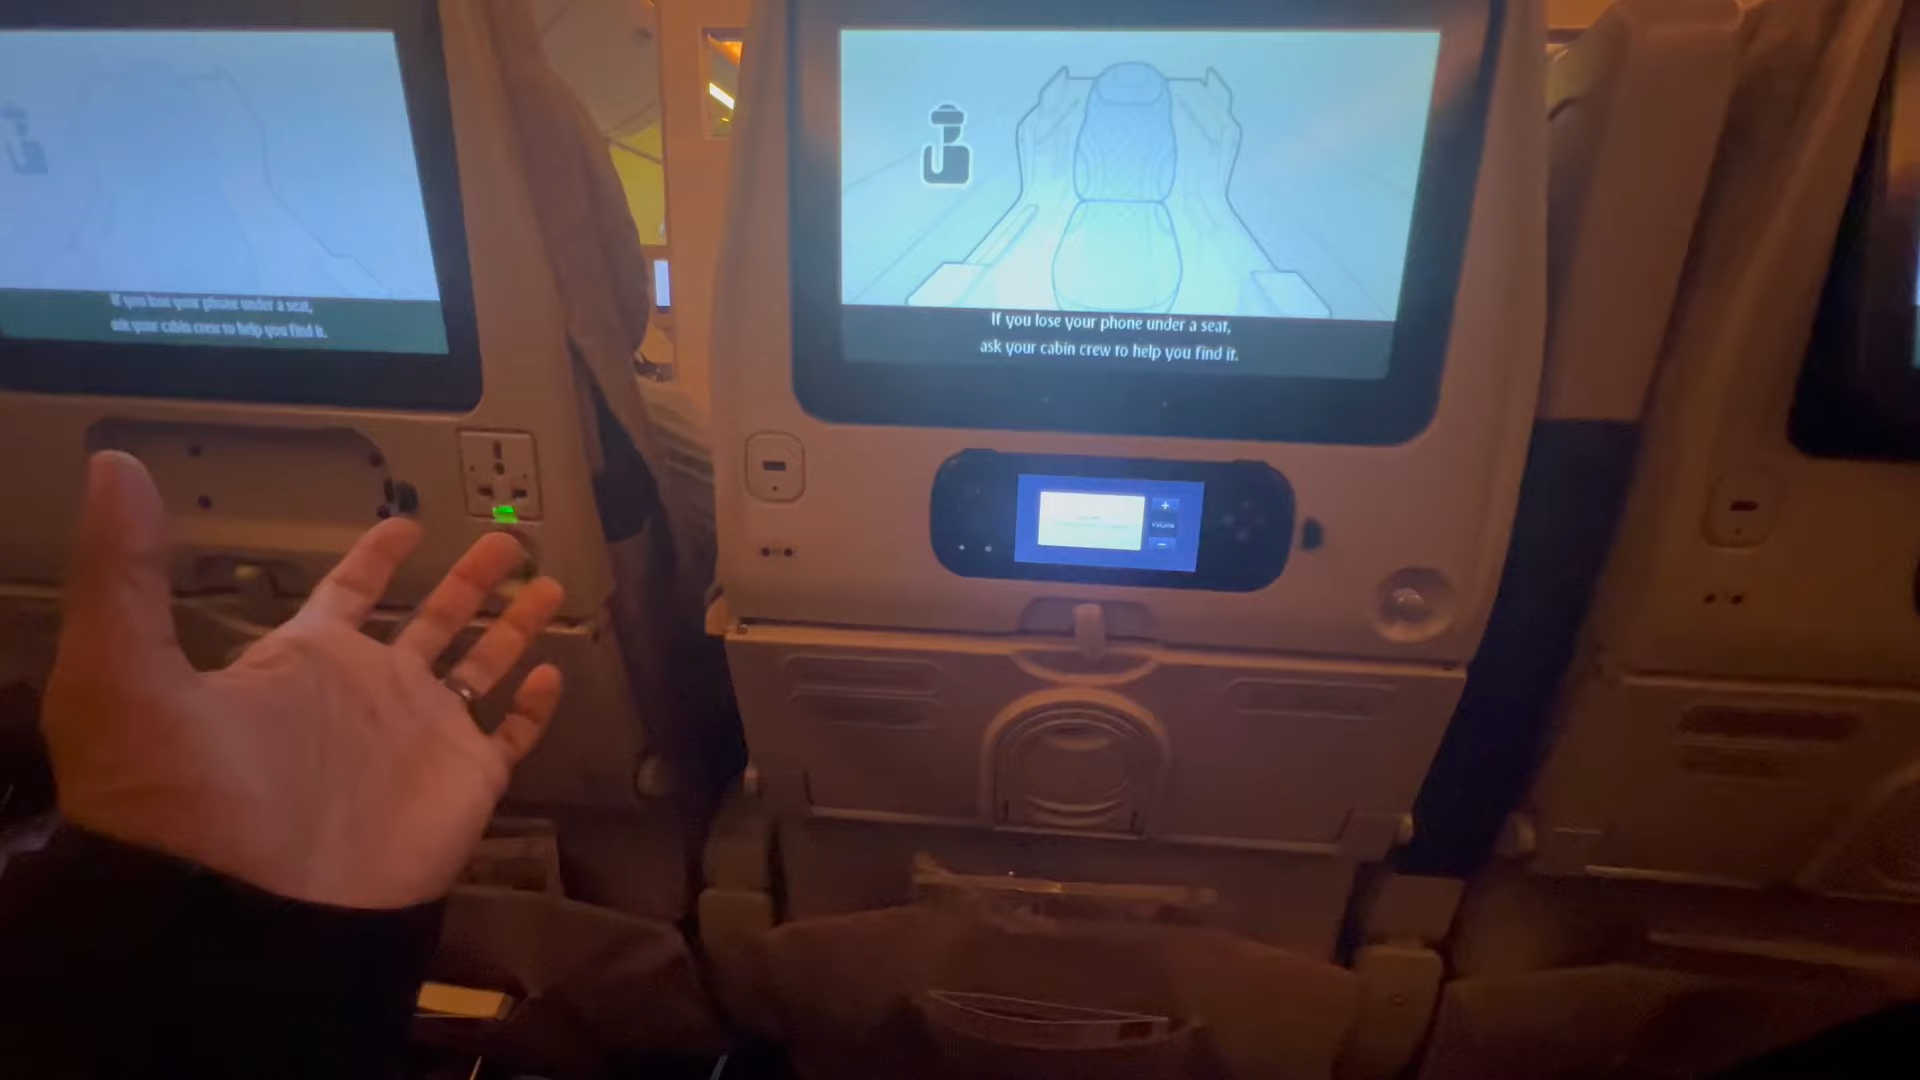 If you lose your phone under a seat,
ask your cabin crew to help you find it.
If you lose your phone under a seat,
ask your cabin crew to help you find it.
+
Volume
-